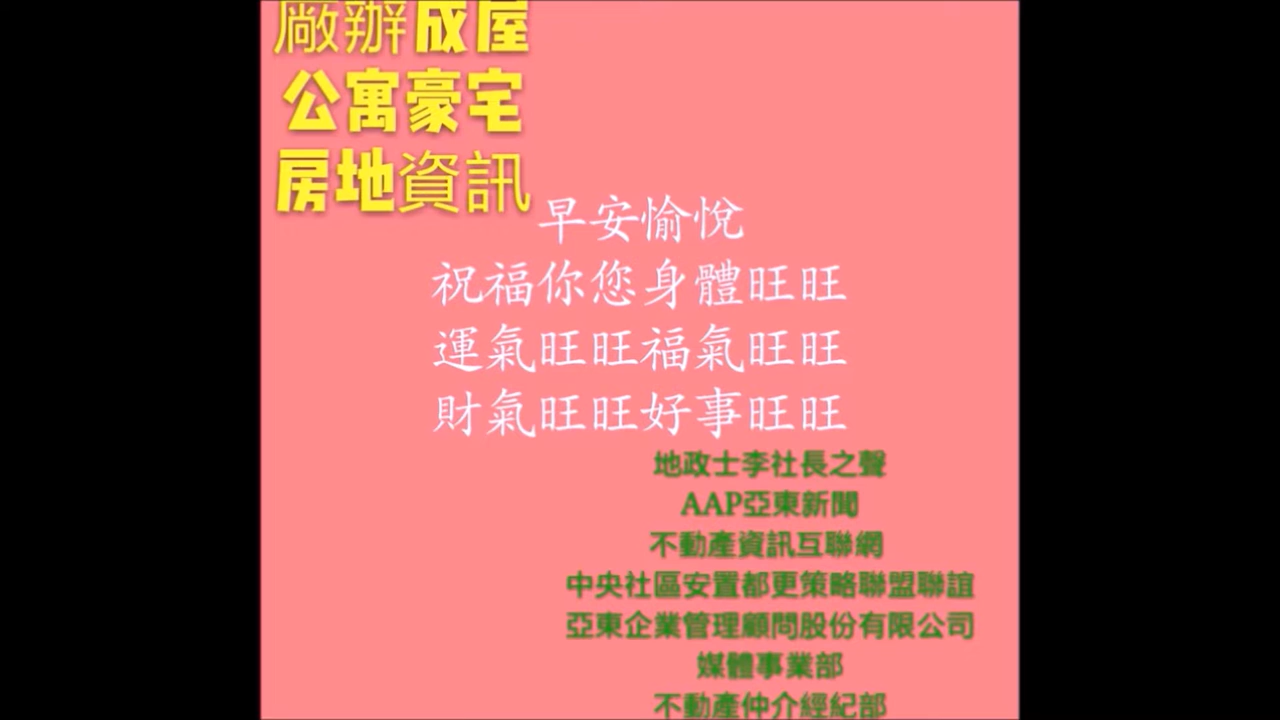 廠辦成屋
公寓豪宅
房地資訊
早安愉悅
祝福你您身體旺旺
運氣旺旺福氣旺旺
財氣旺旺好事旺旺
地政士李社長之聲
AAP亞東新聞
不動產資訊互聯網
中央社區安置都更策略聯盟聯誼
亞東企業管理顧問股份有限公司
媒體事業部
不動產仲介經紀部